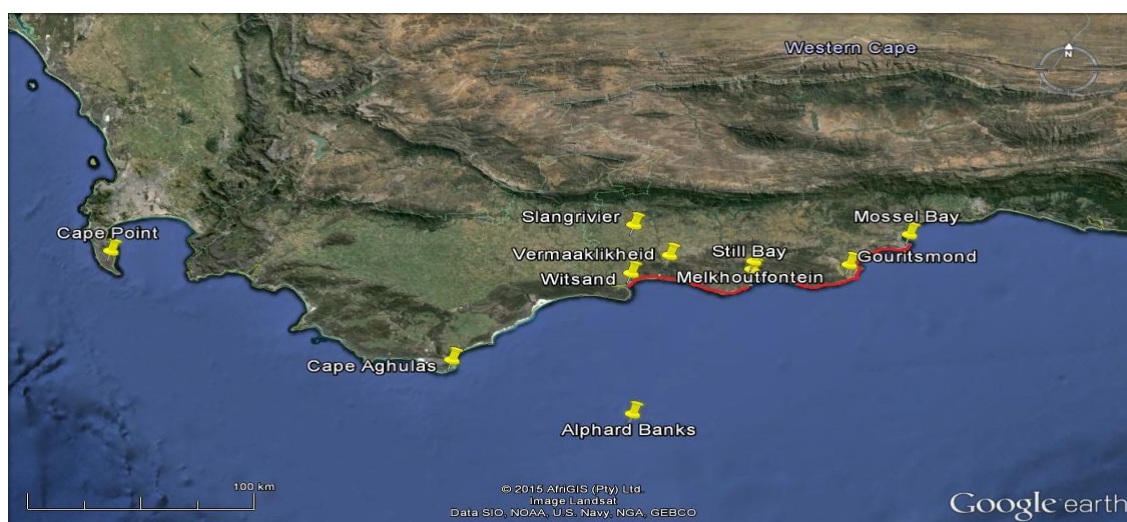 Western Cape
N
Slangrivier
Mossel Bay
Cape Point
Vermaaklikheid
Still Bay
Gouritsmond
Witsand
Melkhoutfontein
Cape Aghulas
Alphard Banks
100 km
© 2015 AfriGIS (Pty) Ltd.
Image Landsat
Data SIO, NOAA, U.S. Navy, NGA, GEBCO
Google earth